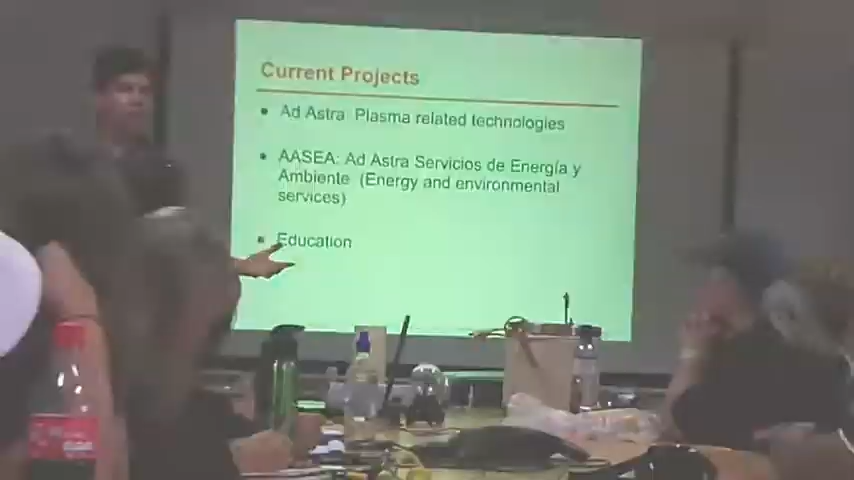 Current Projects
Ad Astra Plasma related technologies
AASEA: Ad Astra Servicios de Energía y
Ambiente (Energy and environmental
services)
Education